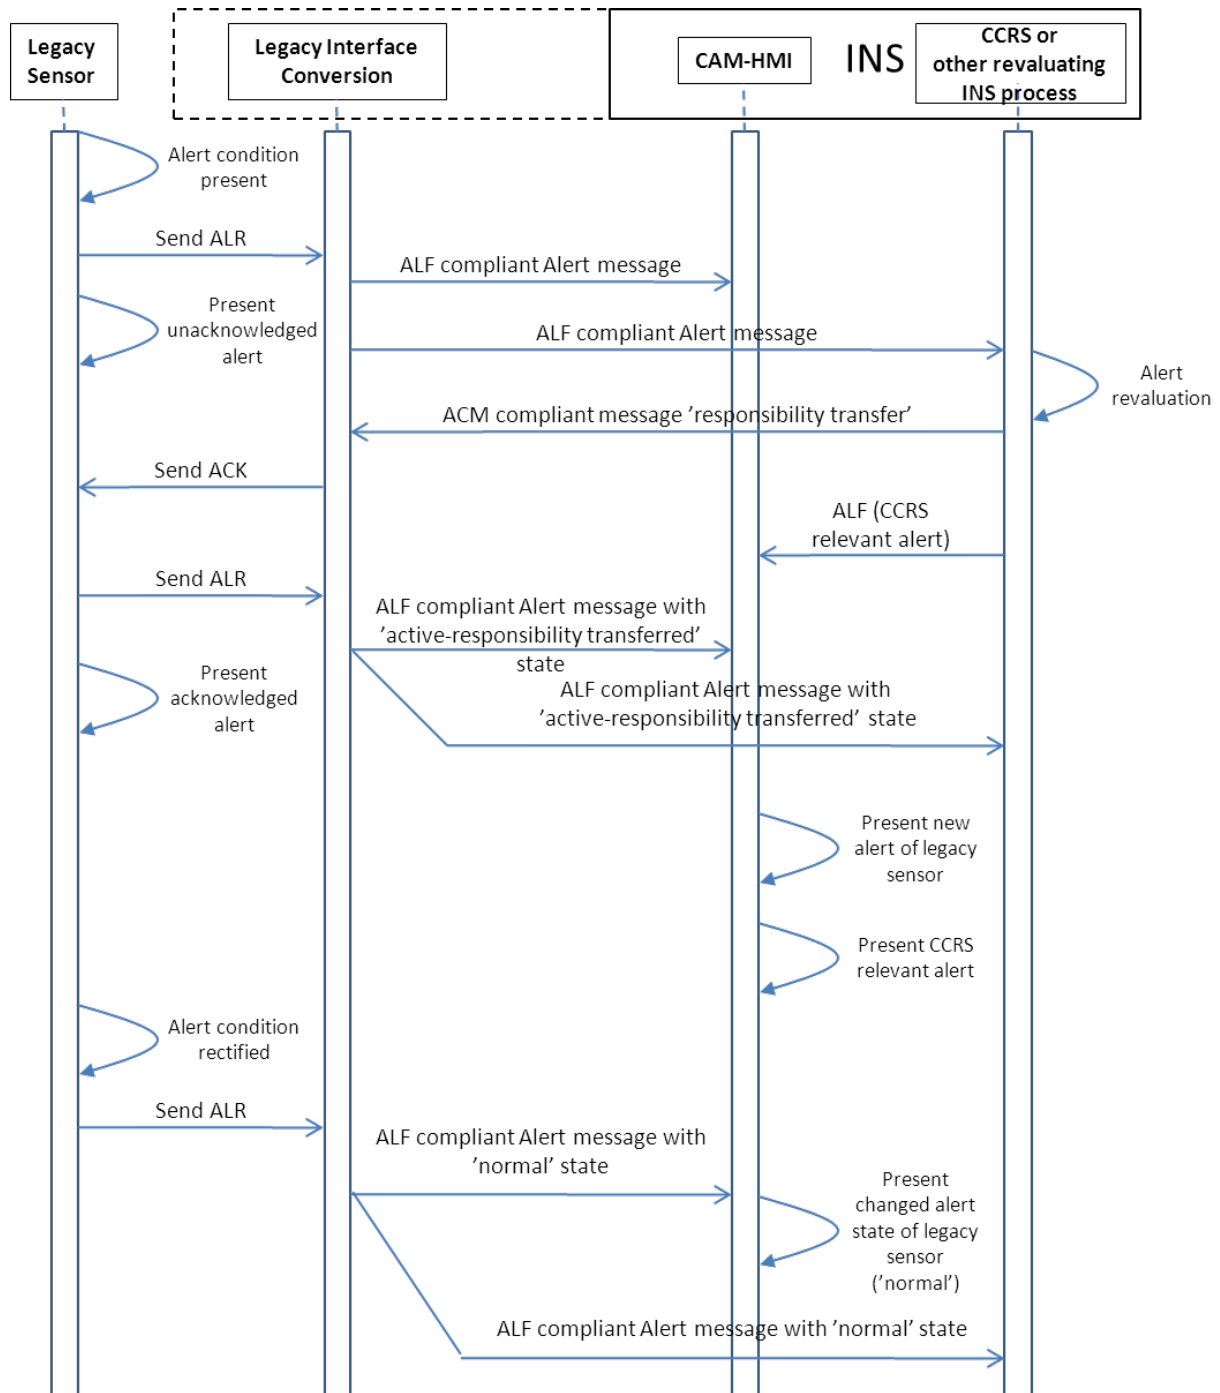 Legacy
Sensor
Legacy Interface
Conversion
CAM-HMI
INS
CCRS or
other revaluating
INS process
Alert condition
present
Send ALR
ALF compliant Alert message
Present
unacknowledged
alert
ALF compliant Alert message
Alert
revaluation
ACM compliant message ’responsibility transfer’
Send ACK
ALF (CCRS
relevant alert)
Send ALR
ALF compliant Alert message with
’active-responsibility transferred’
state
Present
acknowledged
alert
ALF compliant Alert message with
’active-responsibility transferred’ state
Present new
alert of legacy
sensor
Present CCRS
relevant alert
Alert condition
rectified
Send ALR
ALF compliant Alert message with
’normal’ state
Present
changed alert
state of legacy
sensor
(’normal’)
ALF compliant Alert message with ’normal’ state